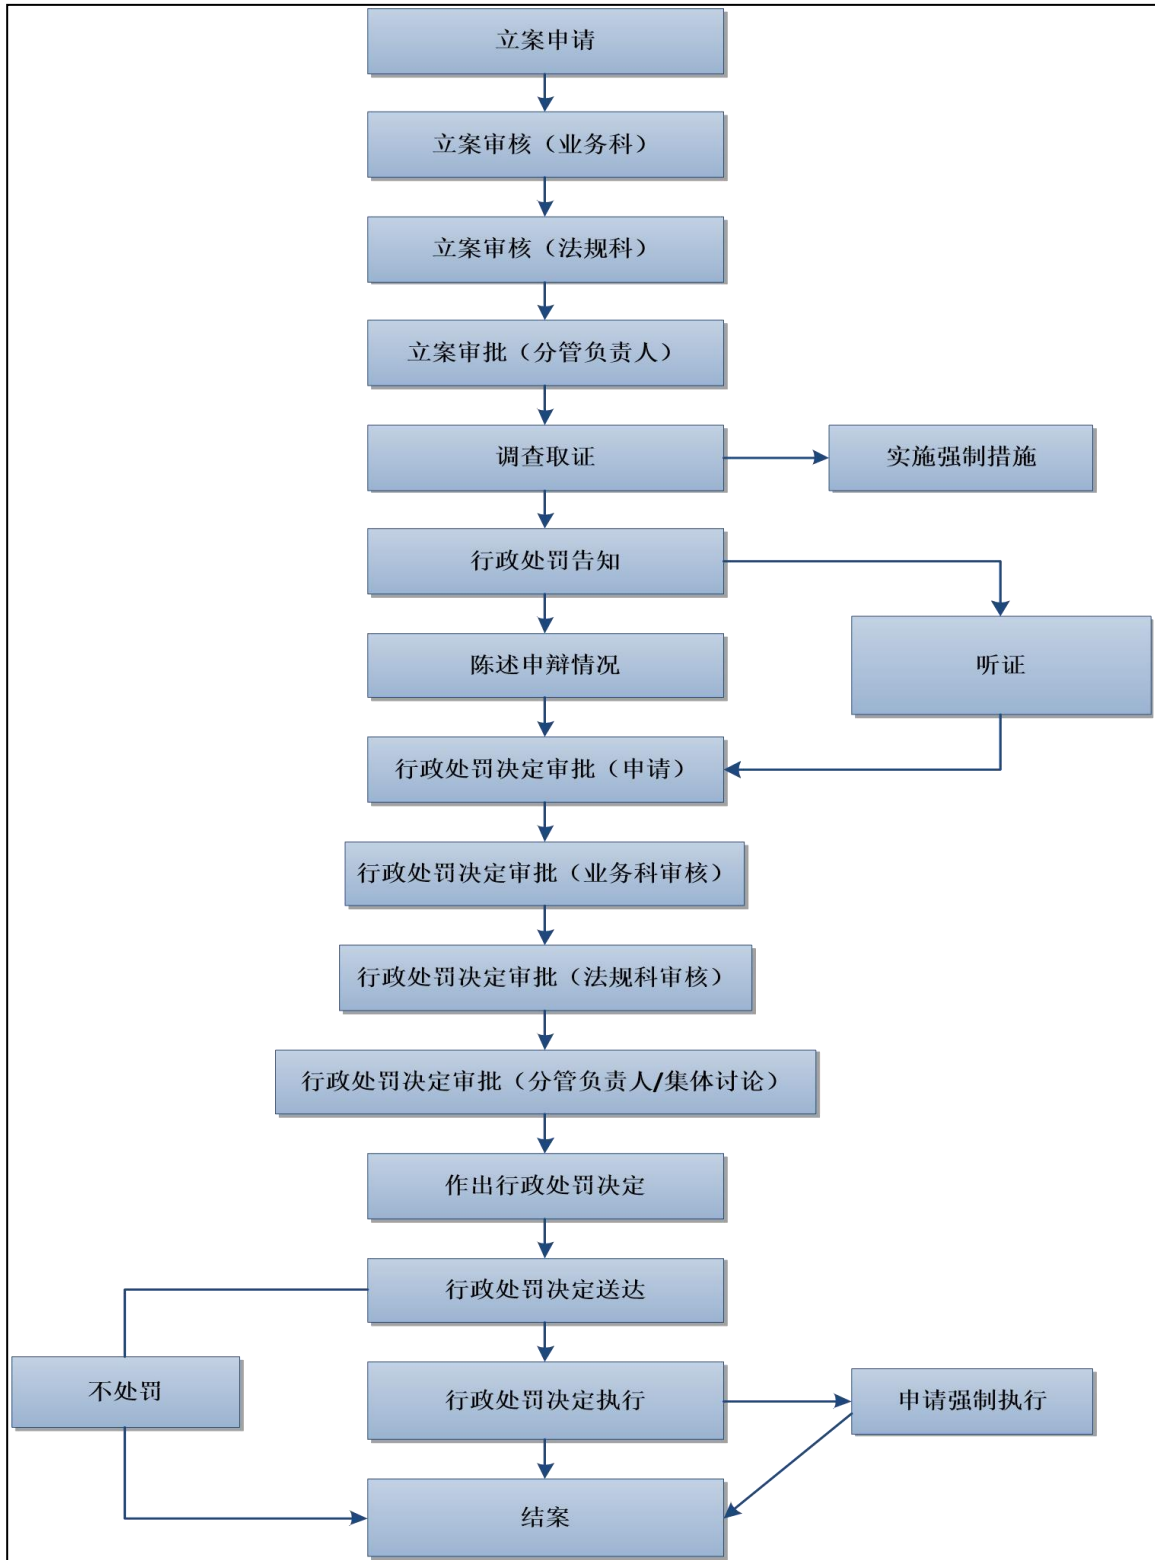 立案申请
立案审核（业务科）
立案审核（法规科）
立案审批（分管负责人）
调查取证
实施强制措施
行政处罚告知
陈述申辩情况
听证
行政处罚决定审批（申请）
行政处罚决定审批（业务科审核）
行政处罚决定审批（法规科审核）
行政处罚决定审批（分管负责人/集体讨论）
作出行政处罚决定
行政处罚决定送达
不处罚
行政处罚决定执行
申请强制执行
结案